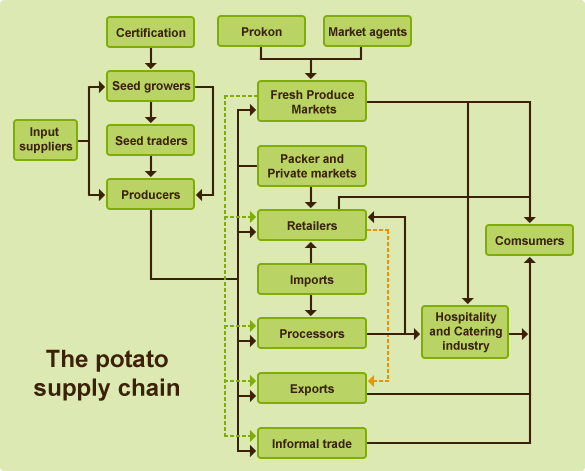 Certification
Prokon
Market agents
Seed growers
Fresh Produce
Markets
Input
suppliers
Seed traders
Packer and
Private markets
Producers
Retailers
Comsumers
Imports
Processors
Hospitality
and Catering
industry
The potato
supply chain
Exports
Informal trade